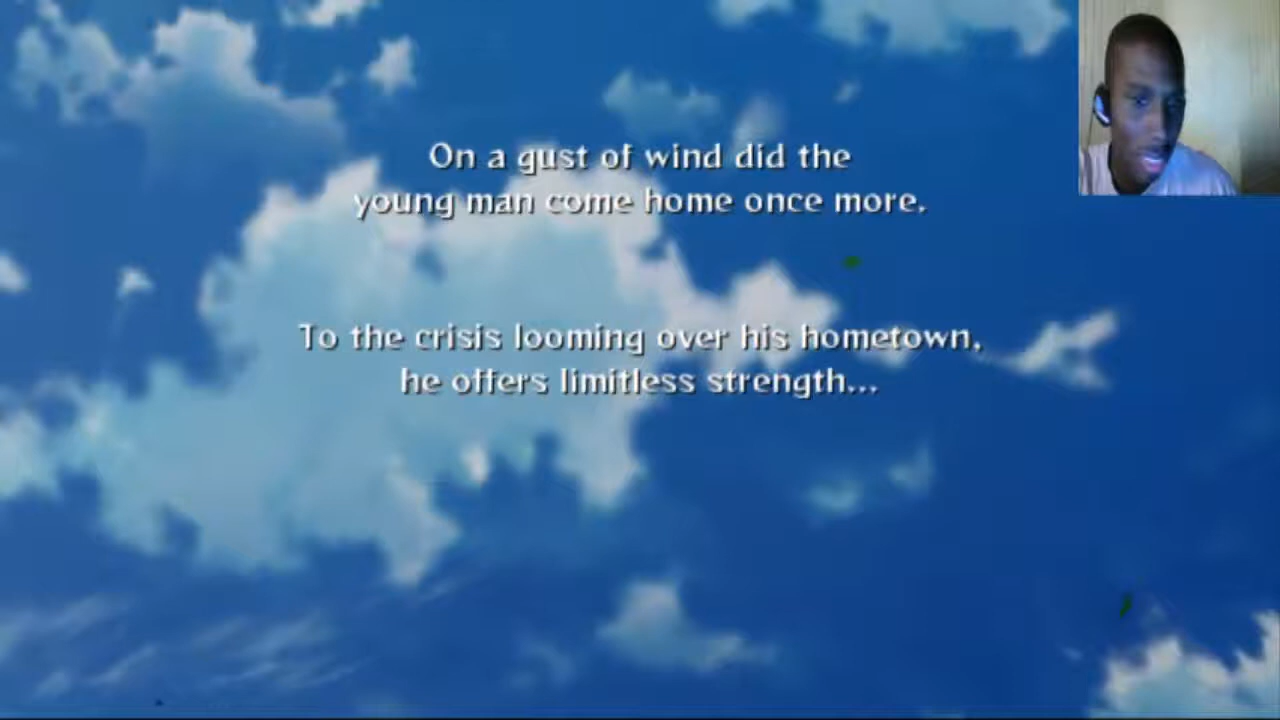 On a gust of wind did the
young man come home once more.
To the crisis looming over his hometown,
he offers limitless strength...